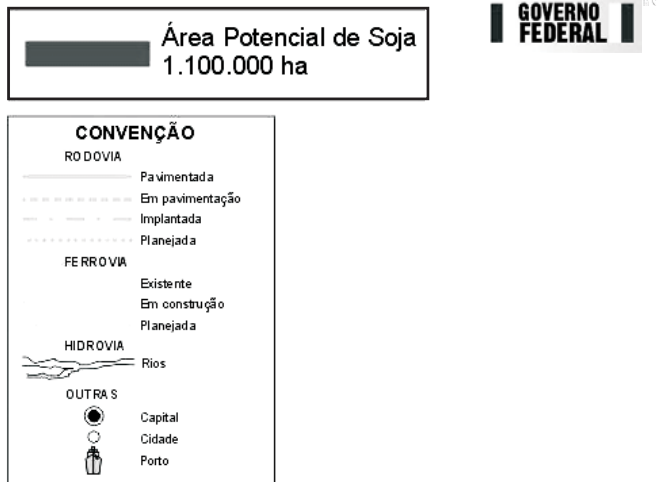 Área Potencial de Soja
1.100.000 ha
GOVERNO
FEDERAL
CONVENÇÃO
RODOVIA
Pavimentada
Em pavimentação
Implantada
Planejada
FERROVIA
Existente
Em construção
Planejada
HIDROVIA
Rios
OUTRAS
Capital
Cidade
Porto